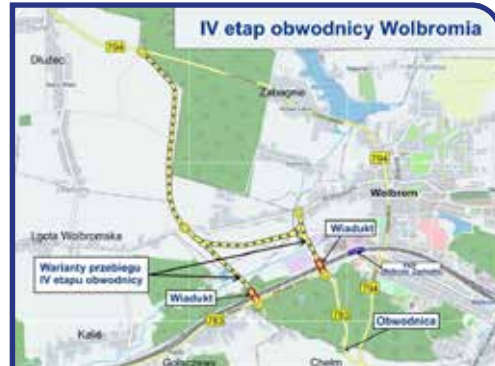 IV etap obwodnicy Wolbromia
794
Dłużec
Zabagnie
794
Wolbrom
Lgota Wolbromska
Wiadukt
Warianty przebiegu
IV etapu obwodnicy
Wiadukt
794
783
783
Obwodnica
Kaliś
Gołaczewy
Chełm